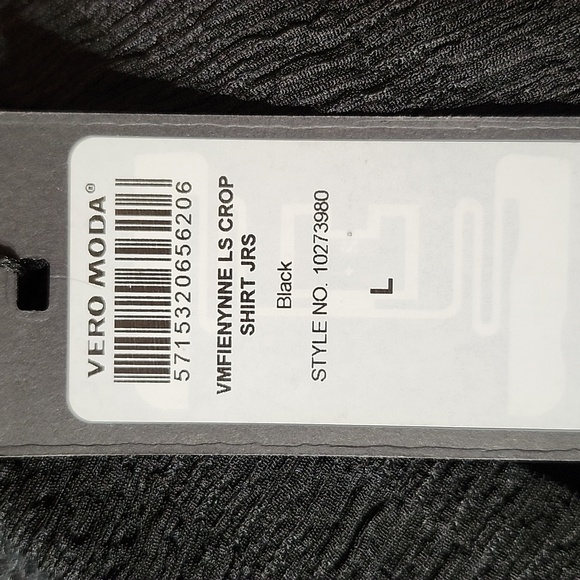 VERO MODA®
5715320656206
VMFIENYNNE LS CROP
SHIRT JRS
Black
STYLE NO. 10273980
L